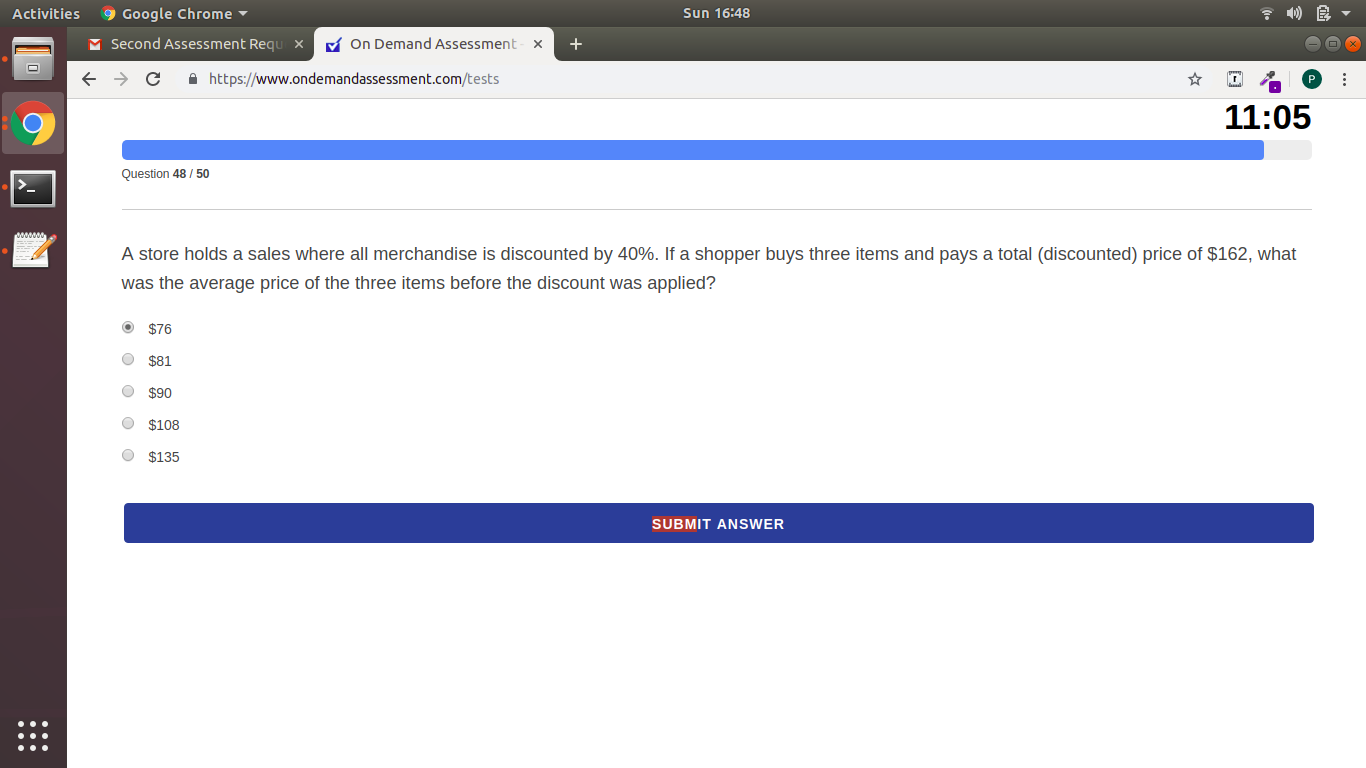 Activities Google Chrome Sun 16:48
Second Assessment Requ On Demand Assessment -
https://www.ondemandassessment.com/tests P
11:05
Question 48 / 50
A store holds a sales where all merchandise is discounted by 40%. If a shopper buys three items and pays a total (discounted) price of $162, what
was the average price of the three items before the discount was applied?
$76
$81
$90
$108
$135
SUBMIT ANSWER